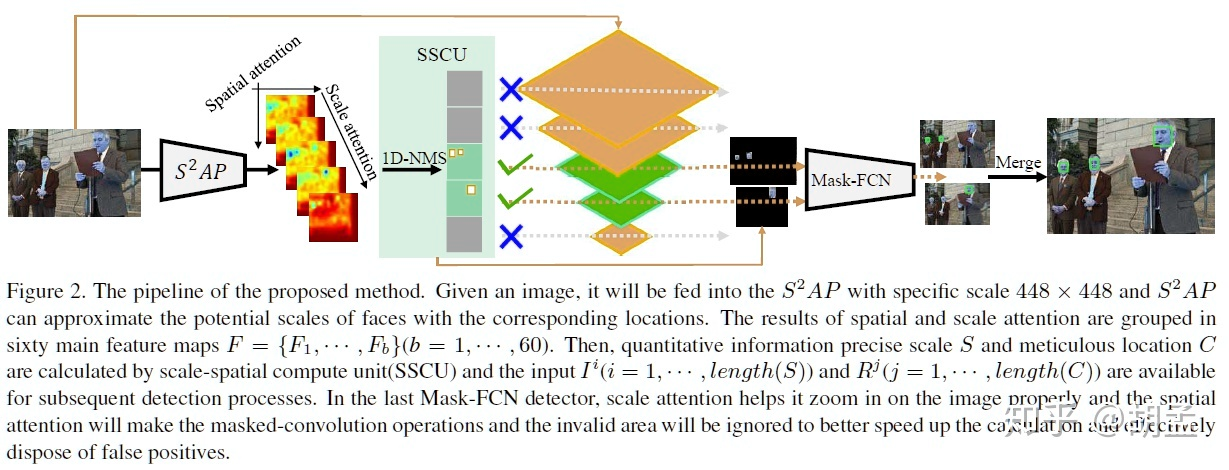 SSCU
Spatial attention
Scale attention
1D-NMS
S²AP
Mask-FCN
Merge
Figure 2. The pipeline of the proposed method. Given an image, it will be fed into the S²AP with specific scale 448 × 448 and S²AP
can approximate the potential scales of faces with the corresponding locations. The results of spatial and scale attention are grouped in
sixty main feature maps F = {F₁, ⋯ , F_b}(b = 1, ⋯ , 60). Then, quantitative information precise scale S and meticulous location C
are calculated by scale-spatial compute unit(SSCU) and the input Iⁱ(i = 1, ⋯ , length(S)) and Rʲ(j = 1, ⋯ , length(C)) are available
for subsequent detection processes. In the last Mask-FCN detector, scale attention helps it zoom in on the image properly and the spatial
attention will make the masked-convolution operations and the invalid area will be ignored to better speed up the calculation and effectively
dispose of false positives.
知乎 @胡孟